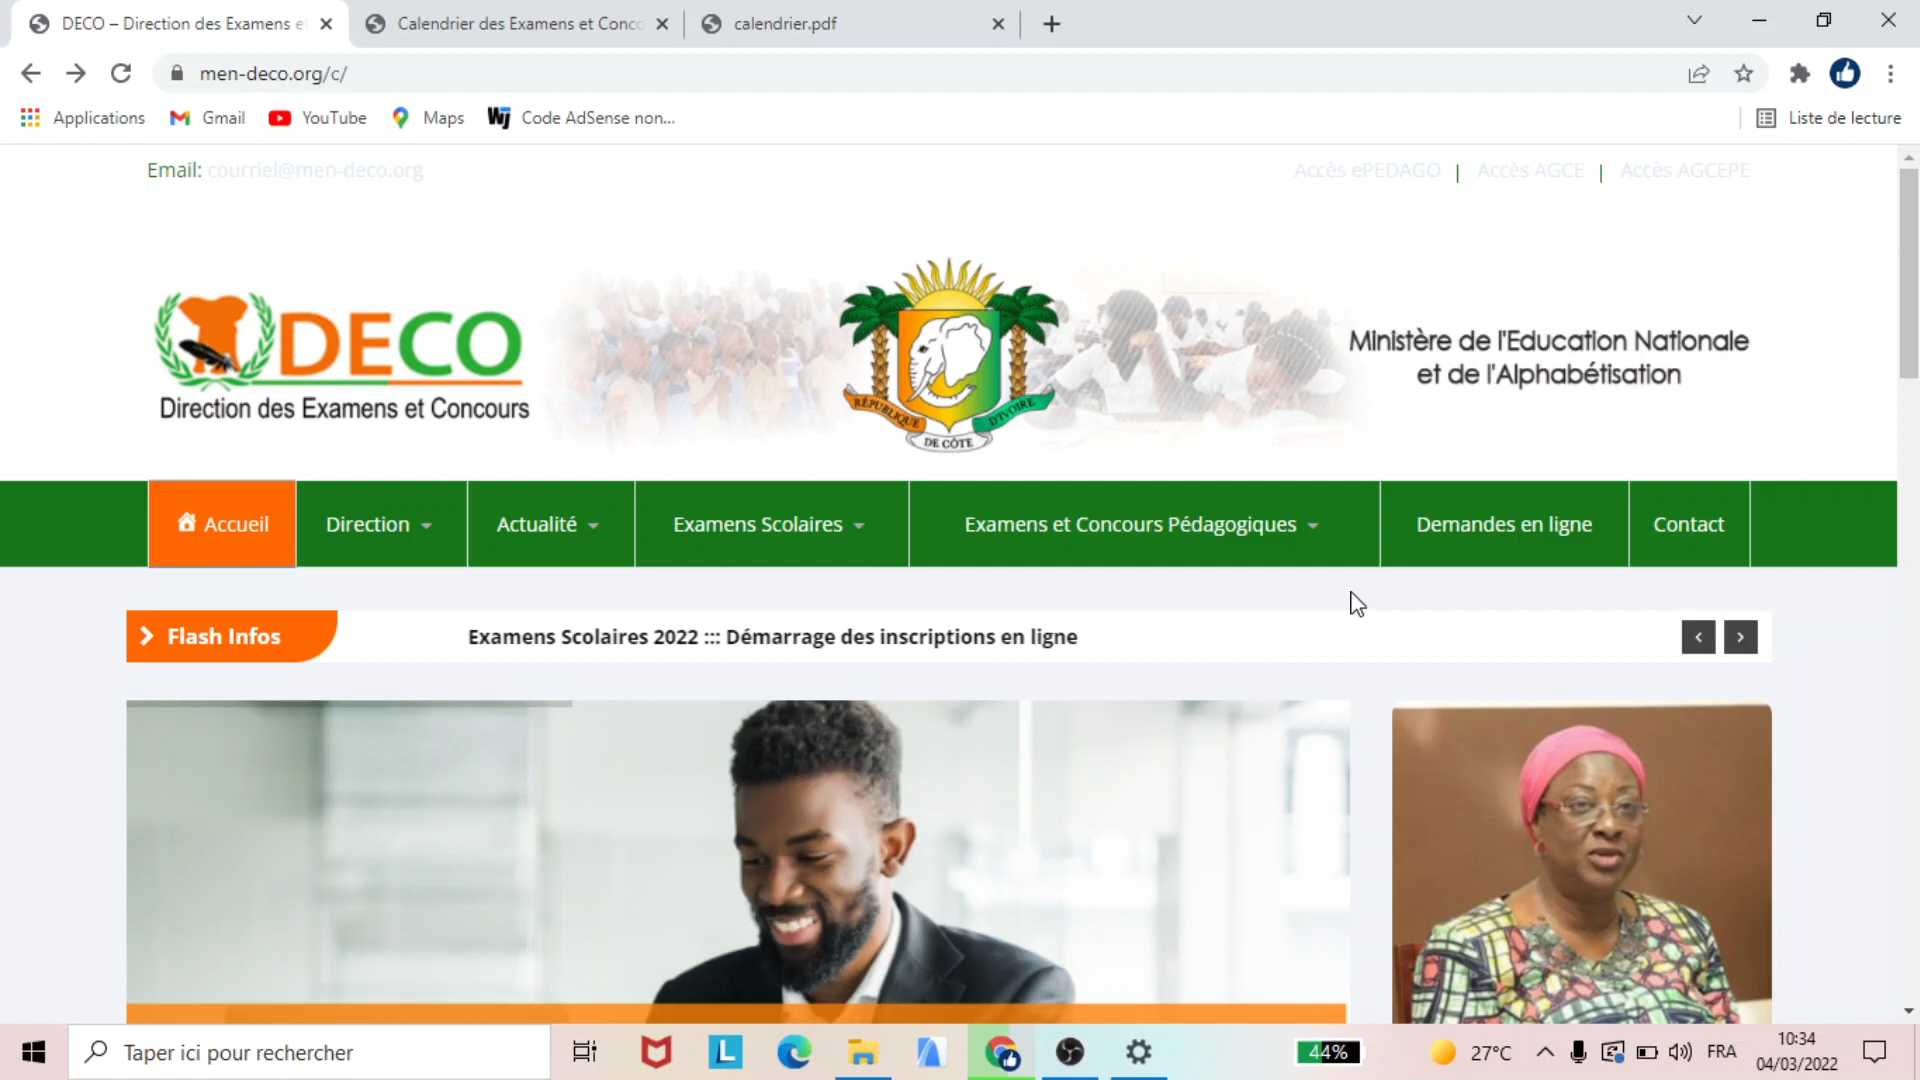 DECO – Direction des Examens e
Calendrier des Examens et Conco
calendrier.pdf
men-deco.org/c/
Applications
Gmail
YouTube
Maps
Code AdSense non...
Liste de lecture
Email: courriel@men-deco.org
Accès ePEDAGO | Accès AGCE | Accès AGCEPE
DECO
Direction des Examens et Concours
RÉPUBLIQUE
D'IVOIRE
DE CÔTE
Ministère de l'Education Nationale
et de l'Alphabétisation
Accueil
Direction
Actualité
Examens Scolaires
Examens et Concours Pédagogiques
Demandes en ligne
Contact
Flash Infos
Examens Scolaires 2022 ::: Démarrage des inscriptions en ligne
Taper ici pour rechercher
L
44%
27°C
FRA
10:34
04/03/2022